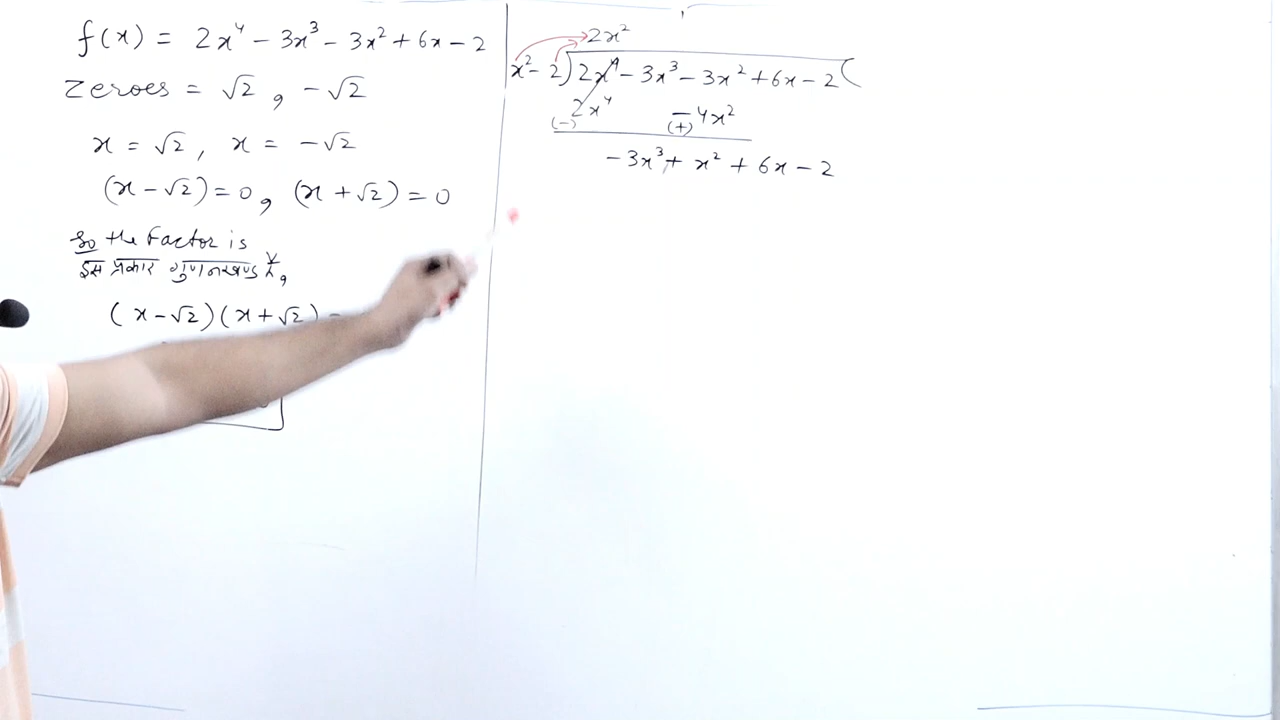 f(x) = 2x⁴ - 3x³ - 3x² + 6x - 2
zeroes = √2 , -√2
x = √2 , x = -√2
(x - √2) = 0 , (x + √2) = 0
So the Factor is
इस प्रकार गुणनखण्ड है,
(x - √2)(x + √2) =
2x²
x² - 2) 2x⁴ - 3x³ - 3x² + 6x - 2 (
2x⁴ - 4x²
(-) (+)
- 3x³ + x² + 6x - 2